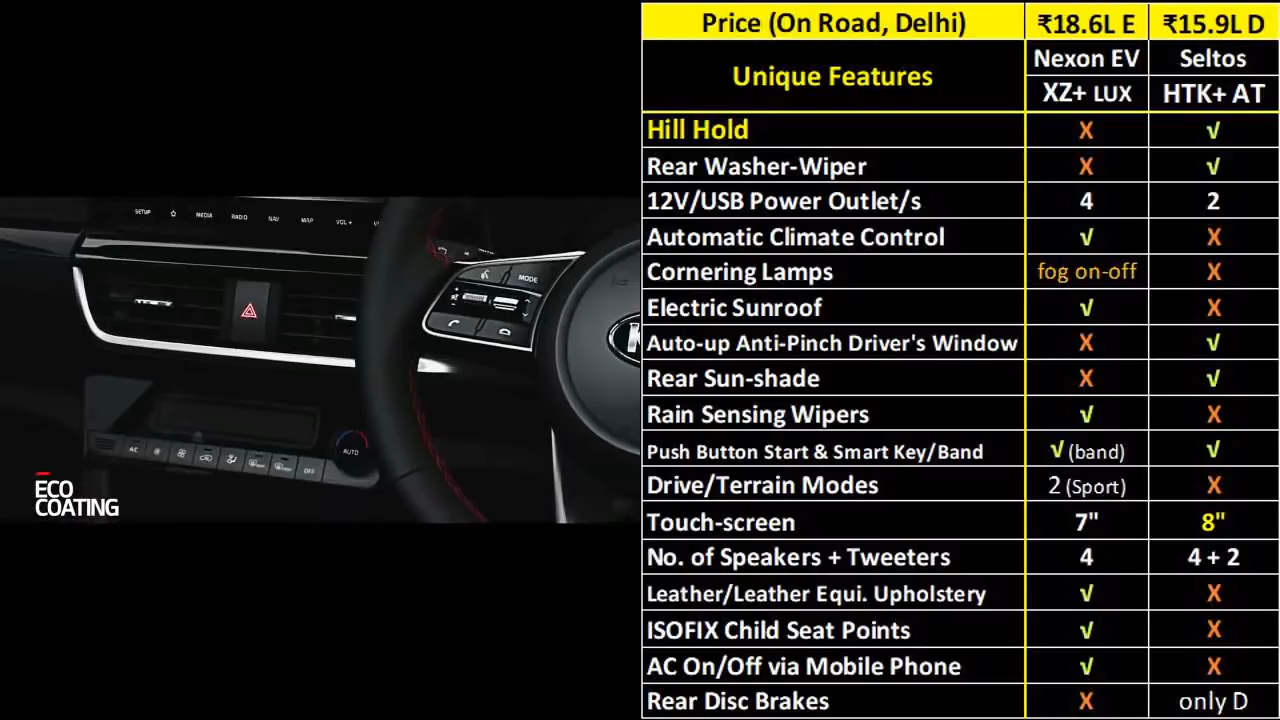 SETUP
MEDIA
RADIO
NAV
MAP
VOL +
MODE
AC
OFF
AUTO
ECO
COATING
Price (On Road, Delhi) ₹18.6L E ₹15.9L D
Unique Features Nexon EV Seltos
XZ+ LUX HTK+ AT
Hill Hold X √
Rear Washer-Wiper X √
12V/USB Power Outlet/s 4 2
Automatic Climate Control √ X
Cornering Lamps fog on-off X
Electric Sunroof √ X
Auto-up Anti-Pinch Driver's Window X √
Rear Sun-shade X √
Rain Sensing Wipers √ X
Push Button Start & Smart Key/Band √ (band) √
Drive/Terrain Modes 2 (Sport) X
Touch-screen 7" 8"
No. of Speakers + Tweeters 4 4 + 2
Leather/Leather Equi. Upholstery √ X
ISOFIX Child Seat Points √ X
AC On/Off via Mobile Phone √ X
Rear Disc Brakes X only D